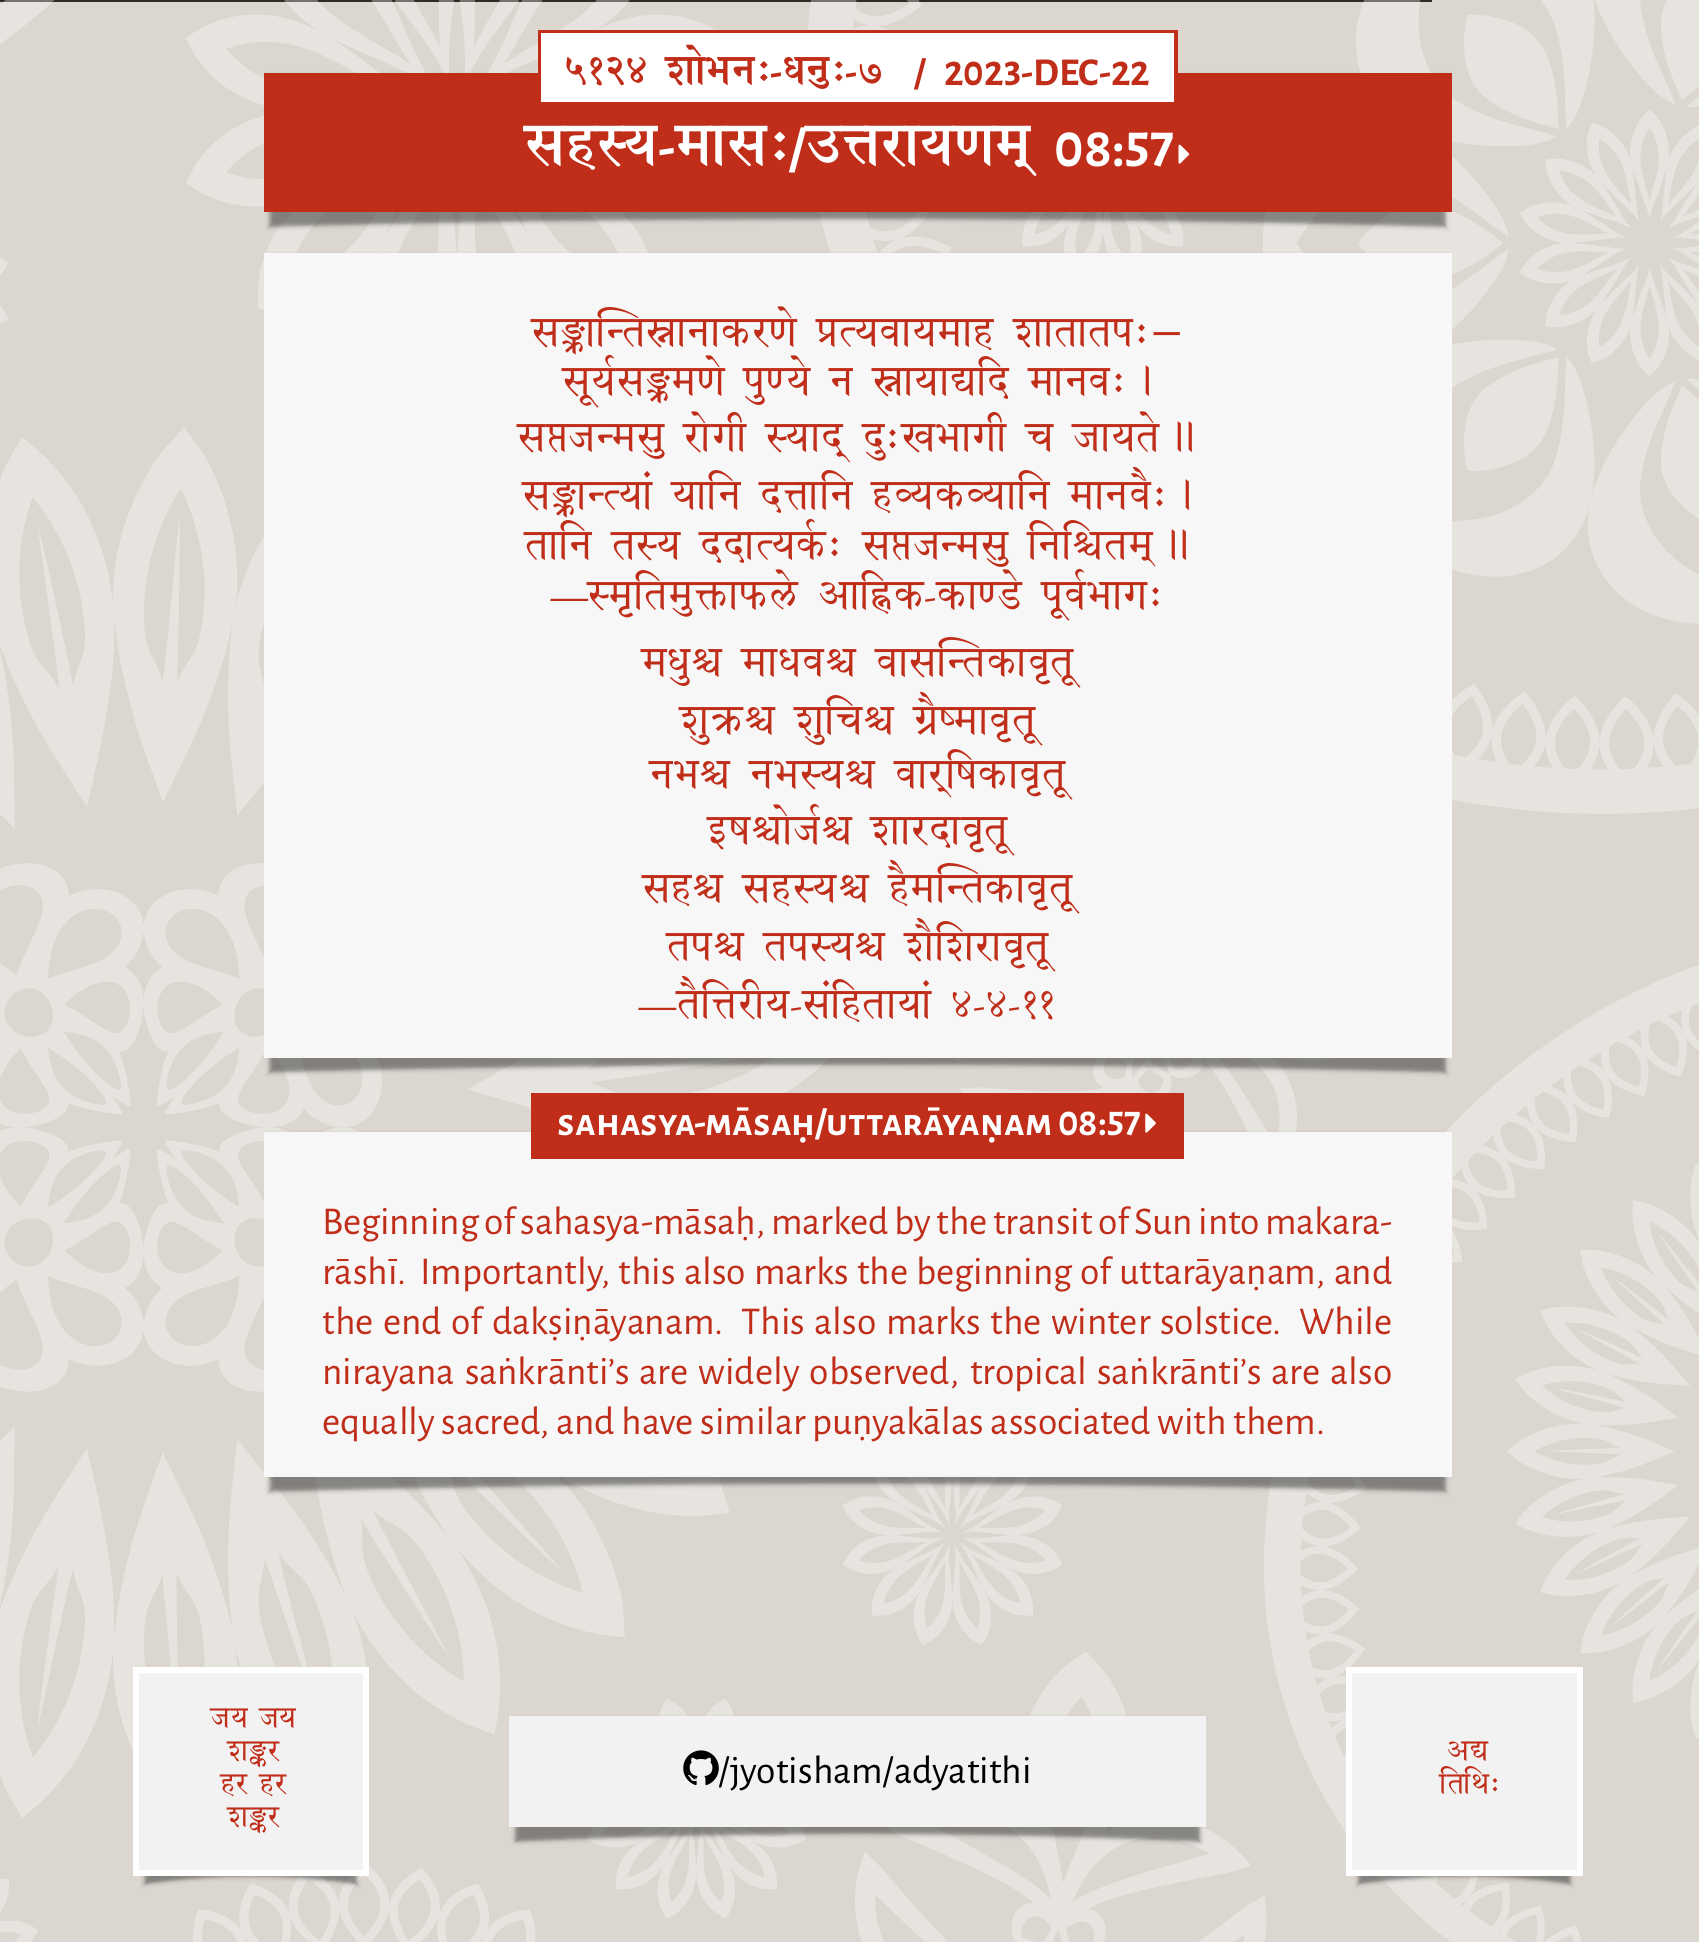 ५१२४ शोभनः-धनुः-७ / 2023-DEC-22
सहस्य-मासः/उत्तरायणम् 08:57▸
सङ्क्रान्तिस्नानाकरणे प्रत्यवायमाह शातातपः—
सूर्यसङ्क्रमणे पुण्ये न स्नायाद्यदि मानवः ।
सप्तजन्मसु रोगी स्याद् दुःखभागी च जायते ॥
सङ्क्रान्त्यां यानि दत्तानि हव्यकव्यानि मानवैः ।
तानि तस्य ददात्यर्कः सप्तजन्मसु निश्चितम् ॥
—स्मृतिमुक्ताफले आह्निक-काण्डे पूर्वभागः
मधुश्च माधवश्च वासन्तिकावृतू
शुक्रश्च शुचिश्च ग्रैष्मावृतू
नभश्च नभस्यश्च वार्‌षिकावृतू
इषश्चोर्जश्च शारदावृतू
सहश्च सहस्यश्च हैमन्तिकावृतू
तपश्च तपस्यश्च शैशिरावृतू
—तैत्तिरीय-संहितायां ४-४-११
SAHASYA-MĀSAḤ/UTTARĀYAṆAM 08:57▸
Beginning of sahasya-māsaḥ, marked by the transit of Sun into makara-
rāshī. Importantly, this also marks the beginning of uttarāyaṇam, and
the end of dakṣiṇāyanam. This also marks the winter solstice. While
nirayana saṅkrānti's are widely observed, tropical saṅkrānti's are also
equally sacred, and have similar puṇyakālas associated with them.
जय जय
शङ्कर
हर हर
शङ्कर
/jyotisham/adyatithi
अद्य
तिथिः